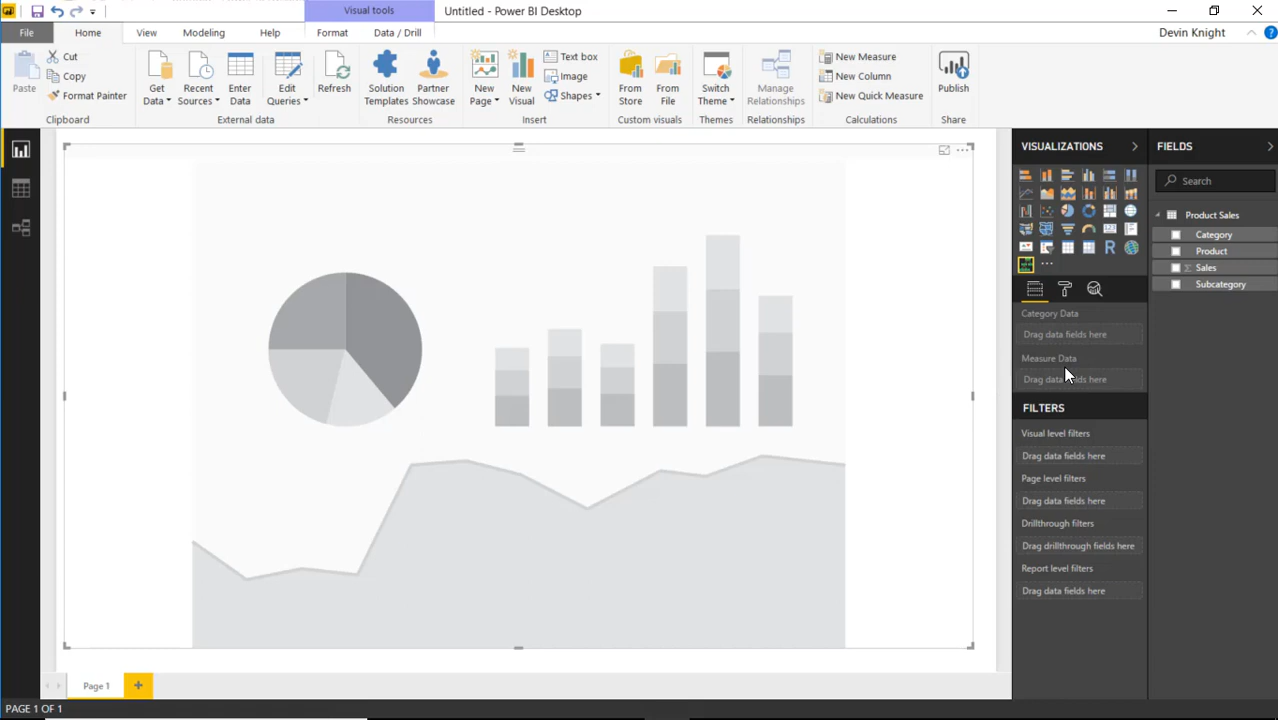 Visual tools
Untitled - Power BI Desktop
File Home View Modeling Help Format Data / Drill Devin Knight
Paste
Cut
Copy
Format Painter
Clipboard
Get Data
Recent Sources
Enter Data
Edit Queries
Refresh
External data
Solution Templates
Partner Showcase
Resources
New Page
New Visual
Text box
Image
Shapes
Insert
From Store
From File
Custom visuals
Switch Theme
Themes
Manage Relationships
Relationships
New Measure
New Column
New Quick Measure
Calculations
Publish
Share
VISUALIZATIONS
R
Category Data
Drag data fields here
Measure Data
Drag data fields here
FILTERS
Visual level filters
Drag data fields here
Page level filters
Drag data fields here
Drillthrough filters
Drag drillthrough fields here
Report level filters
Drag data fields here
FIELDS
Search
Product Sales
Category
Product
Σ Sales
Subcategory
Page 1
PAGE 1 OF 1